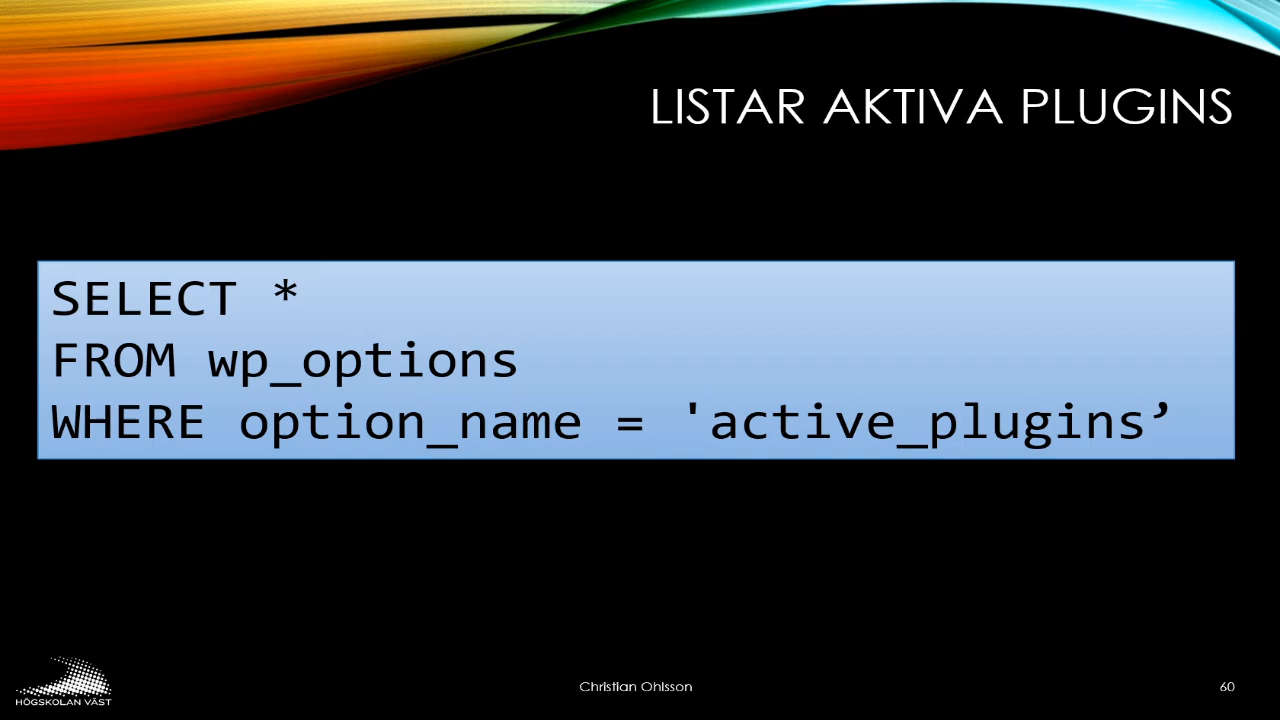 LISTAR AKTIVA PLUGINS
SELECT *
FROM wp_options
WHERE option_name = 'active_plugins’
HÖGSKOLAN VÄST
Christian Ohlsson
60